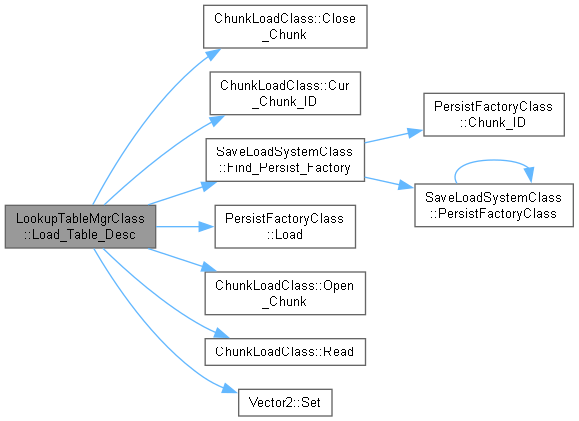 ChunkLoadClass::Close
_Chunk
ChunkLoadClass::Cur
_Chunk_ID
PersistFactoryClass
::Chunk_ID
SaveLoadSystemClass
::Find_Persist_Factory
SaveLoadSystemClass
::PersistFactoryClass
LookupTableMgrClass
::Load_Table_Desc
PersistFactoryClass
::Load
ChunkLoadClass::Open
_Chunk
ChunkLoadClass::Read
Vector2::Set